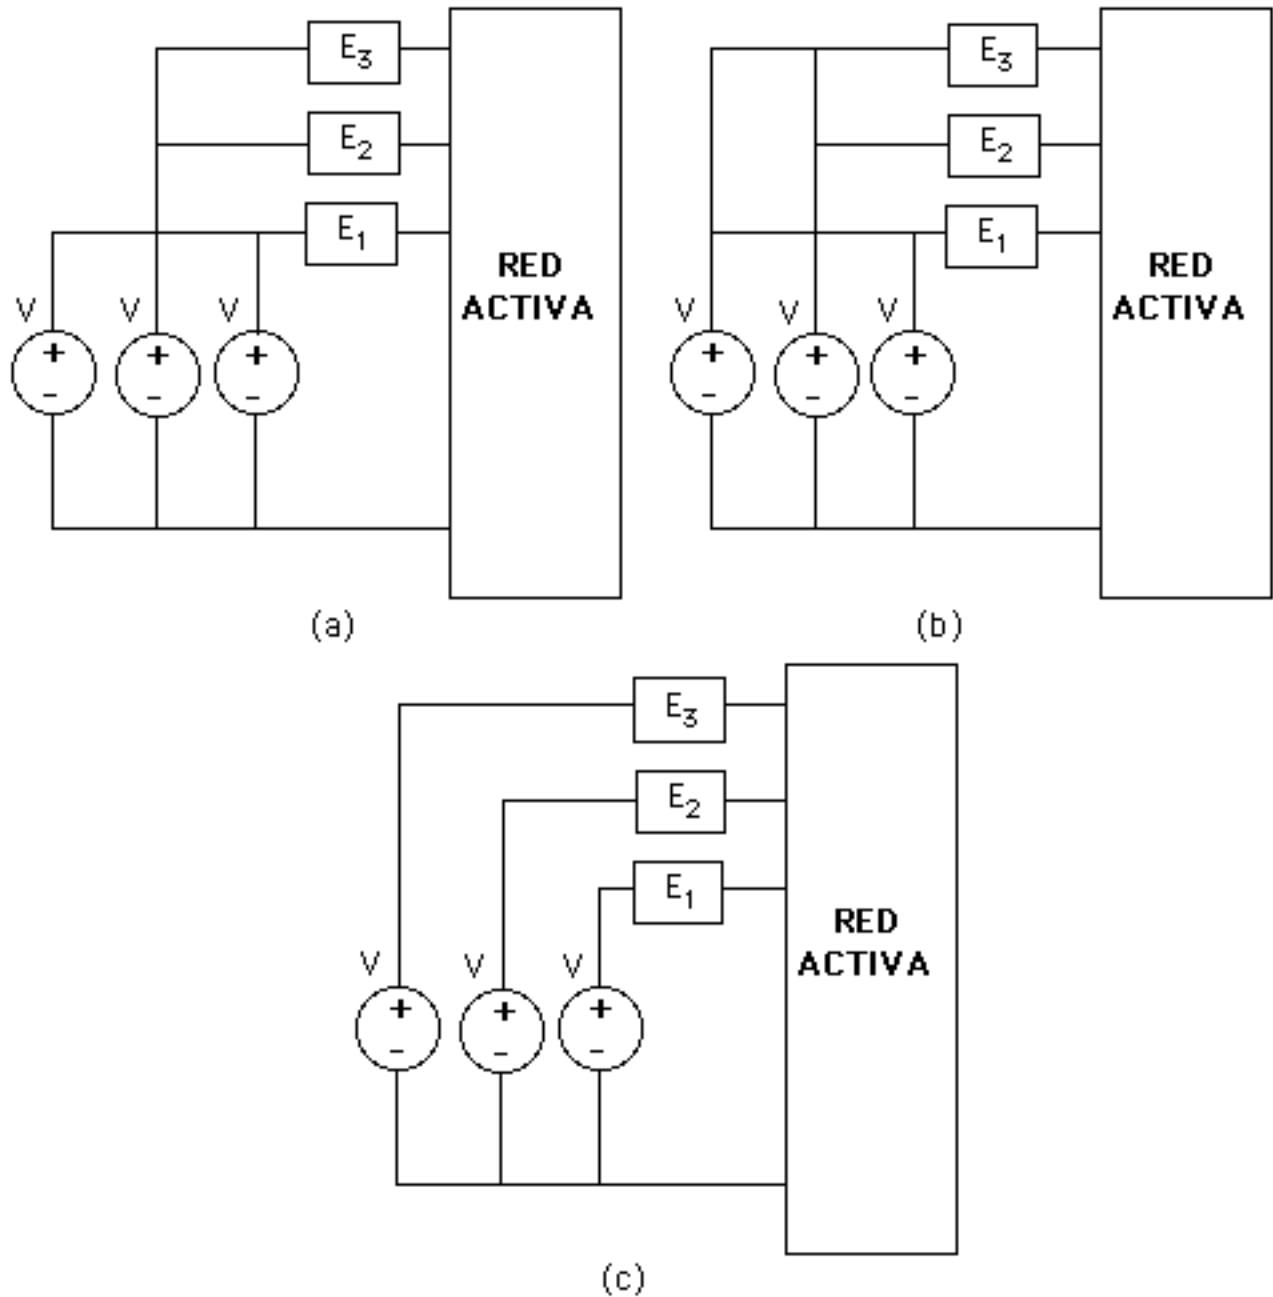 E3
E2
E1
RED
ACTIVA
V V V
+ + +
- - -
(a)
E3
E2
E1
RED
ACTIVA
V V V
+ + +
- - -
(b)
E3
E2
E1
RED
ACTIVA
V V V
+ + +
- - -
(c)